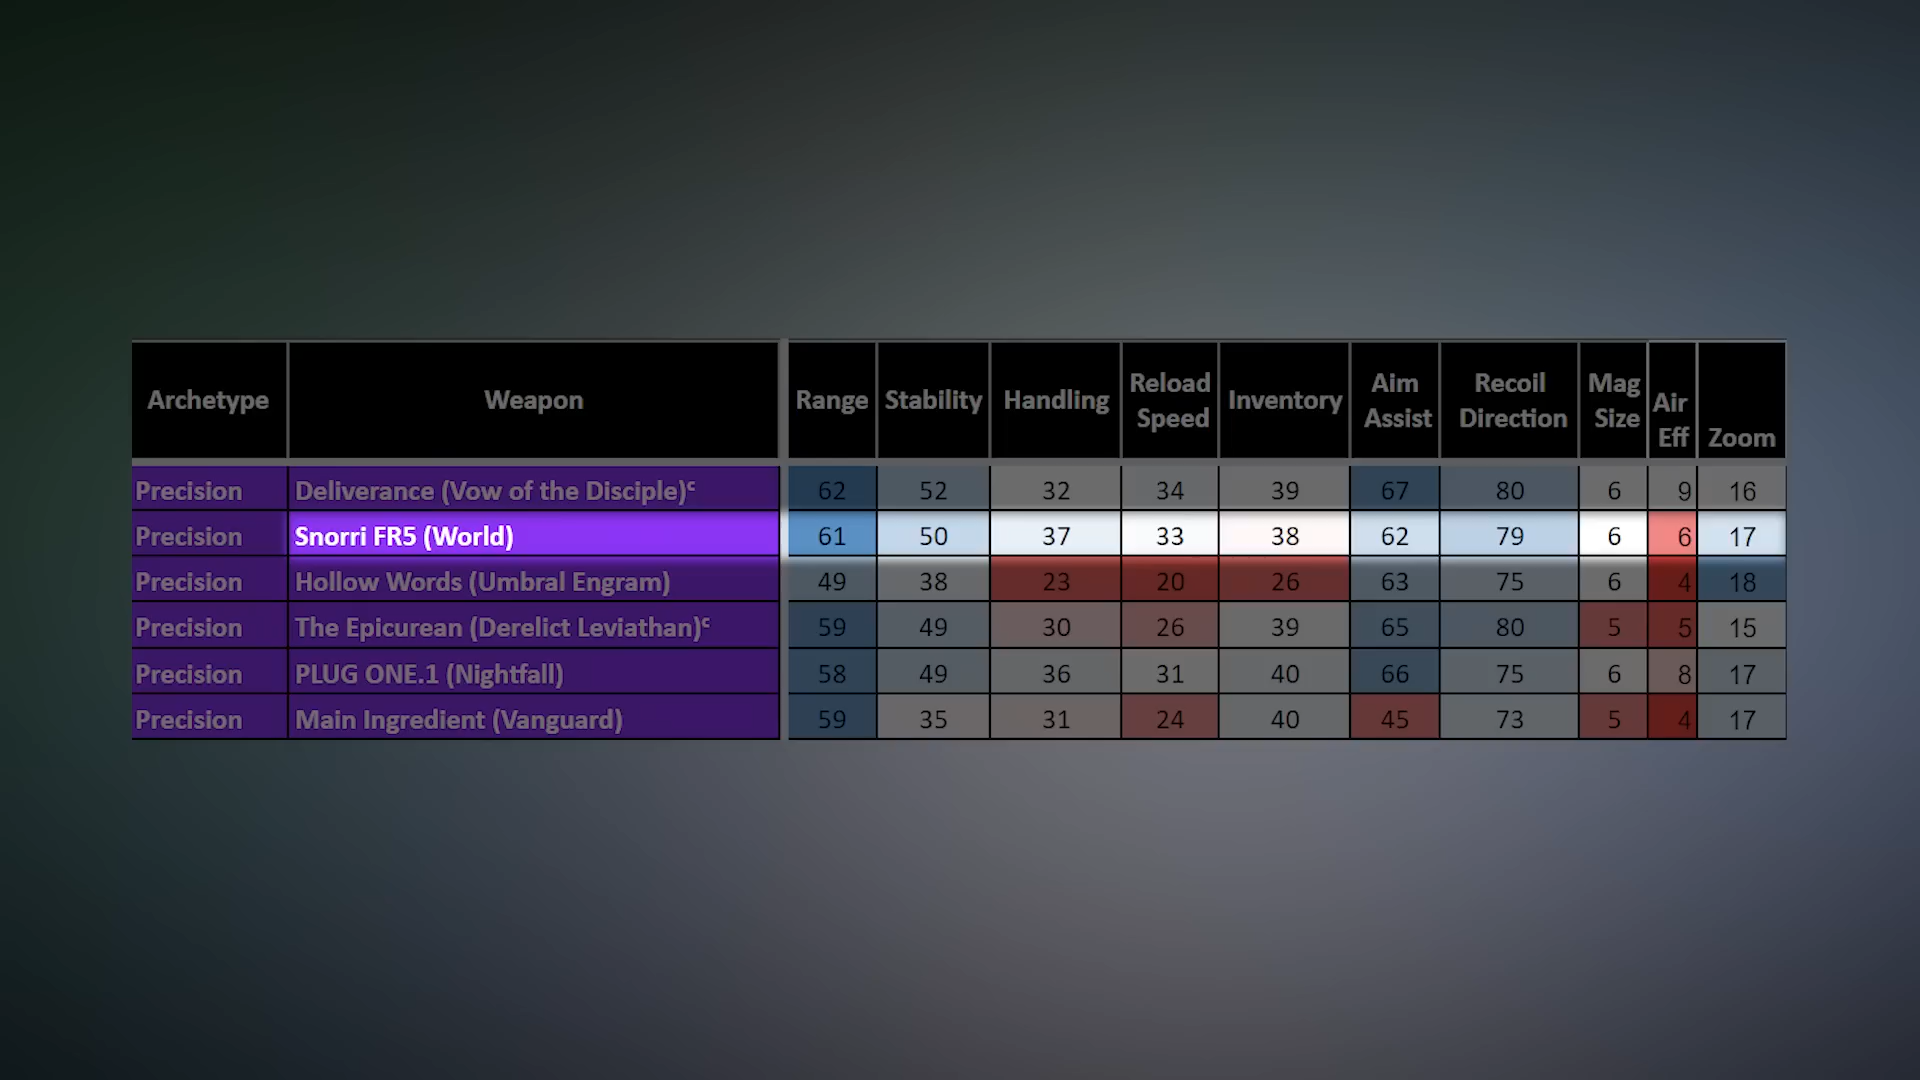 Archetype Weapon Range Stability Handling Reload Speed Inventory Aim Assist Recoil Direction Mag Size Air Eff Zoom
Precision Deliverance (Vow of the Disciple)ᶜ 62 52 32 34 39 67 80 6 9 16
Precision Snorri FR5 (World) 61 50 37 33 38 62 79 6 6 17
Precision Hollow Words (Umbral Engram) 49 38 23 20 26 63 75 6 4 18
Precision The Epicurean (Derelict Leviathan)ᶜ 59 49 30 26 39 65 80 5 5 15
Precision PLUG ONE.1 (Nightfall) 58 49 36 31 40 66 75 6 8 17
Precision Main Ingredient (Vanguard) 59 35 31 24 40 45 73 5 4 17